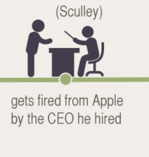 (Sculley)
gets fired from Apple
by the CEO he hired